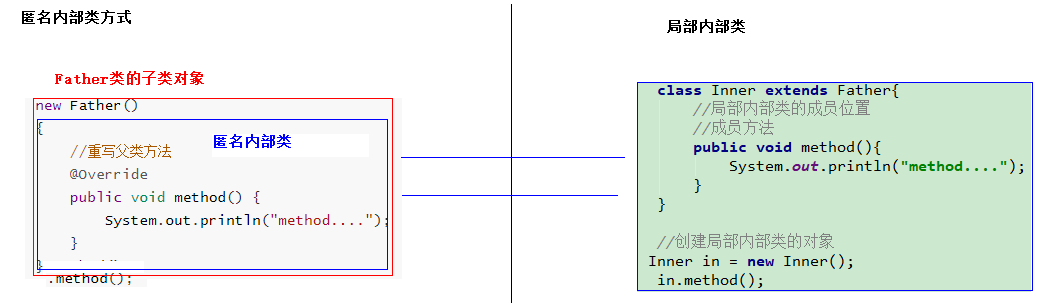 匿名内部类方式
Father类的子类对象
new Father()
{
匿名内部类
//重写父类方法
@Override
public void method() {
System.out.println("method....");
}
}
.method();
局部内部类
class Inner extends Father{
//局部内部类的成员位置
//成员方法
public void method(){
System.out.println("method....");
}
}
//创建局部内部类的对象
Inner in = new Inner();
in.method();